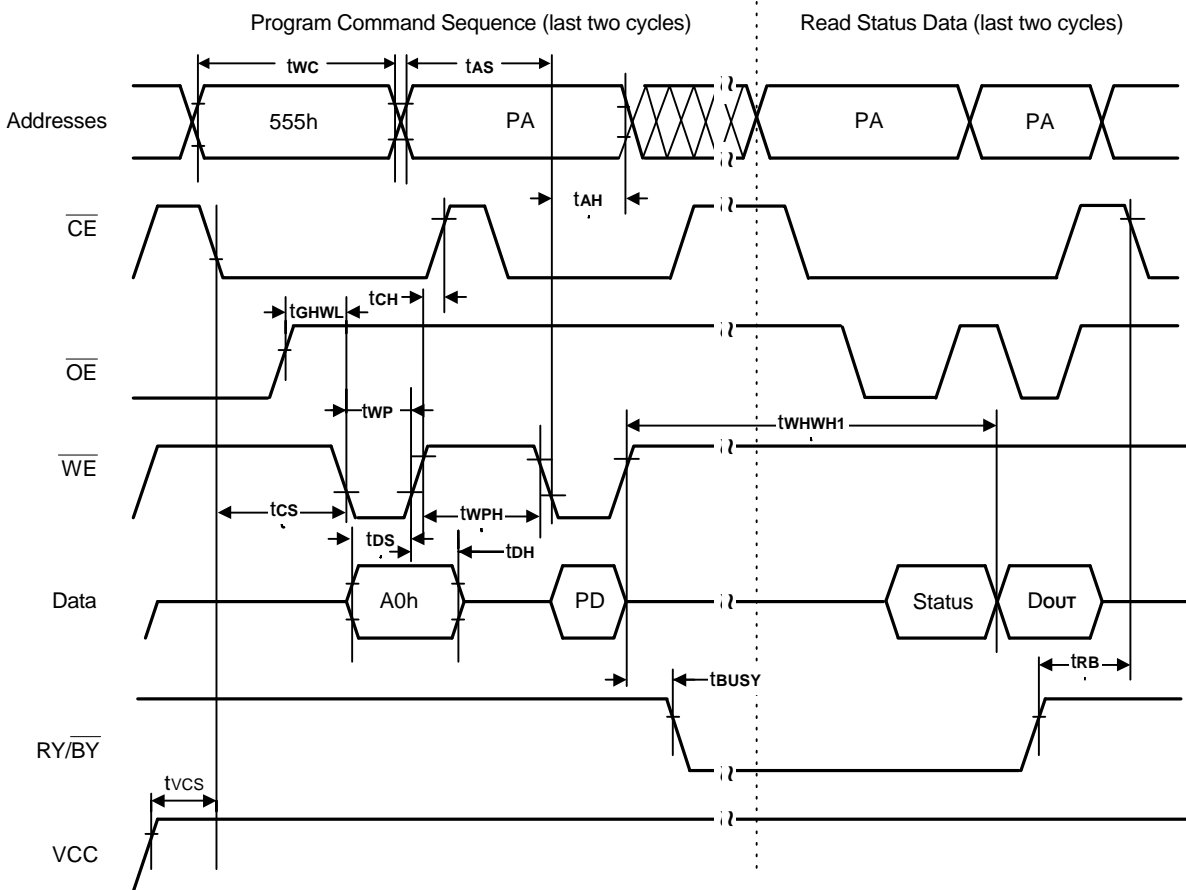 Program Command Sequence (last two cycles) Read Status Data (last two cycles)
tWC tAS
Addresses 555h PA PA PA
tAH
CE
tGHWL tCH
OE
tWP tWHWH1
WE
tCS tWPH
tDS tDH
Data A0h PD Status DOUT
tBUSY tRB
RY/BY
tVCS
VCC